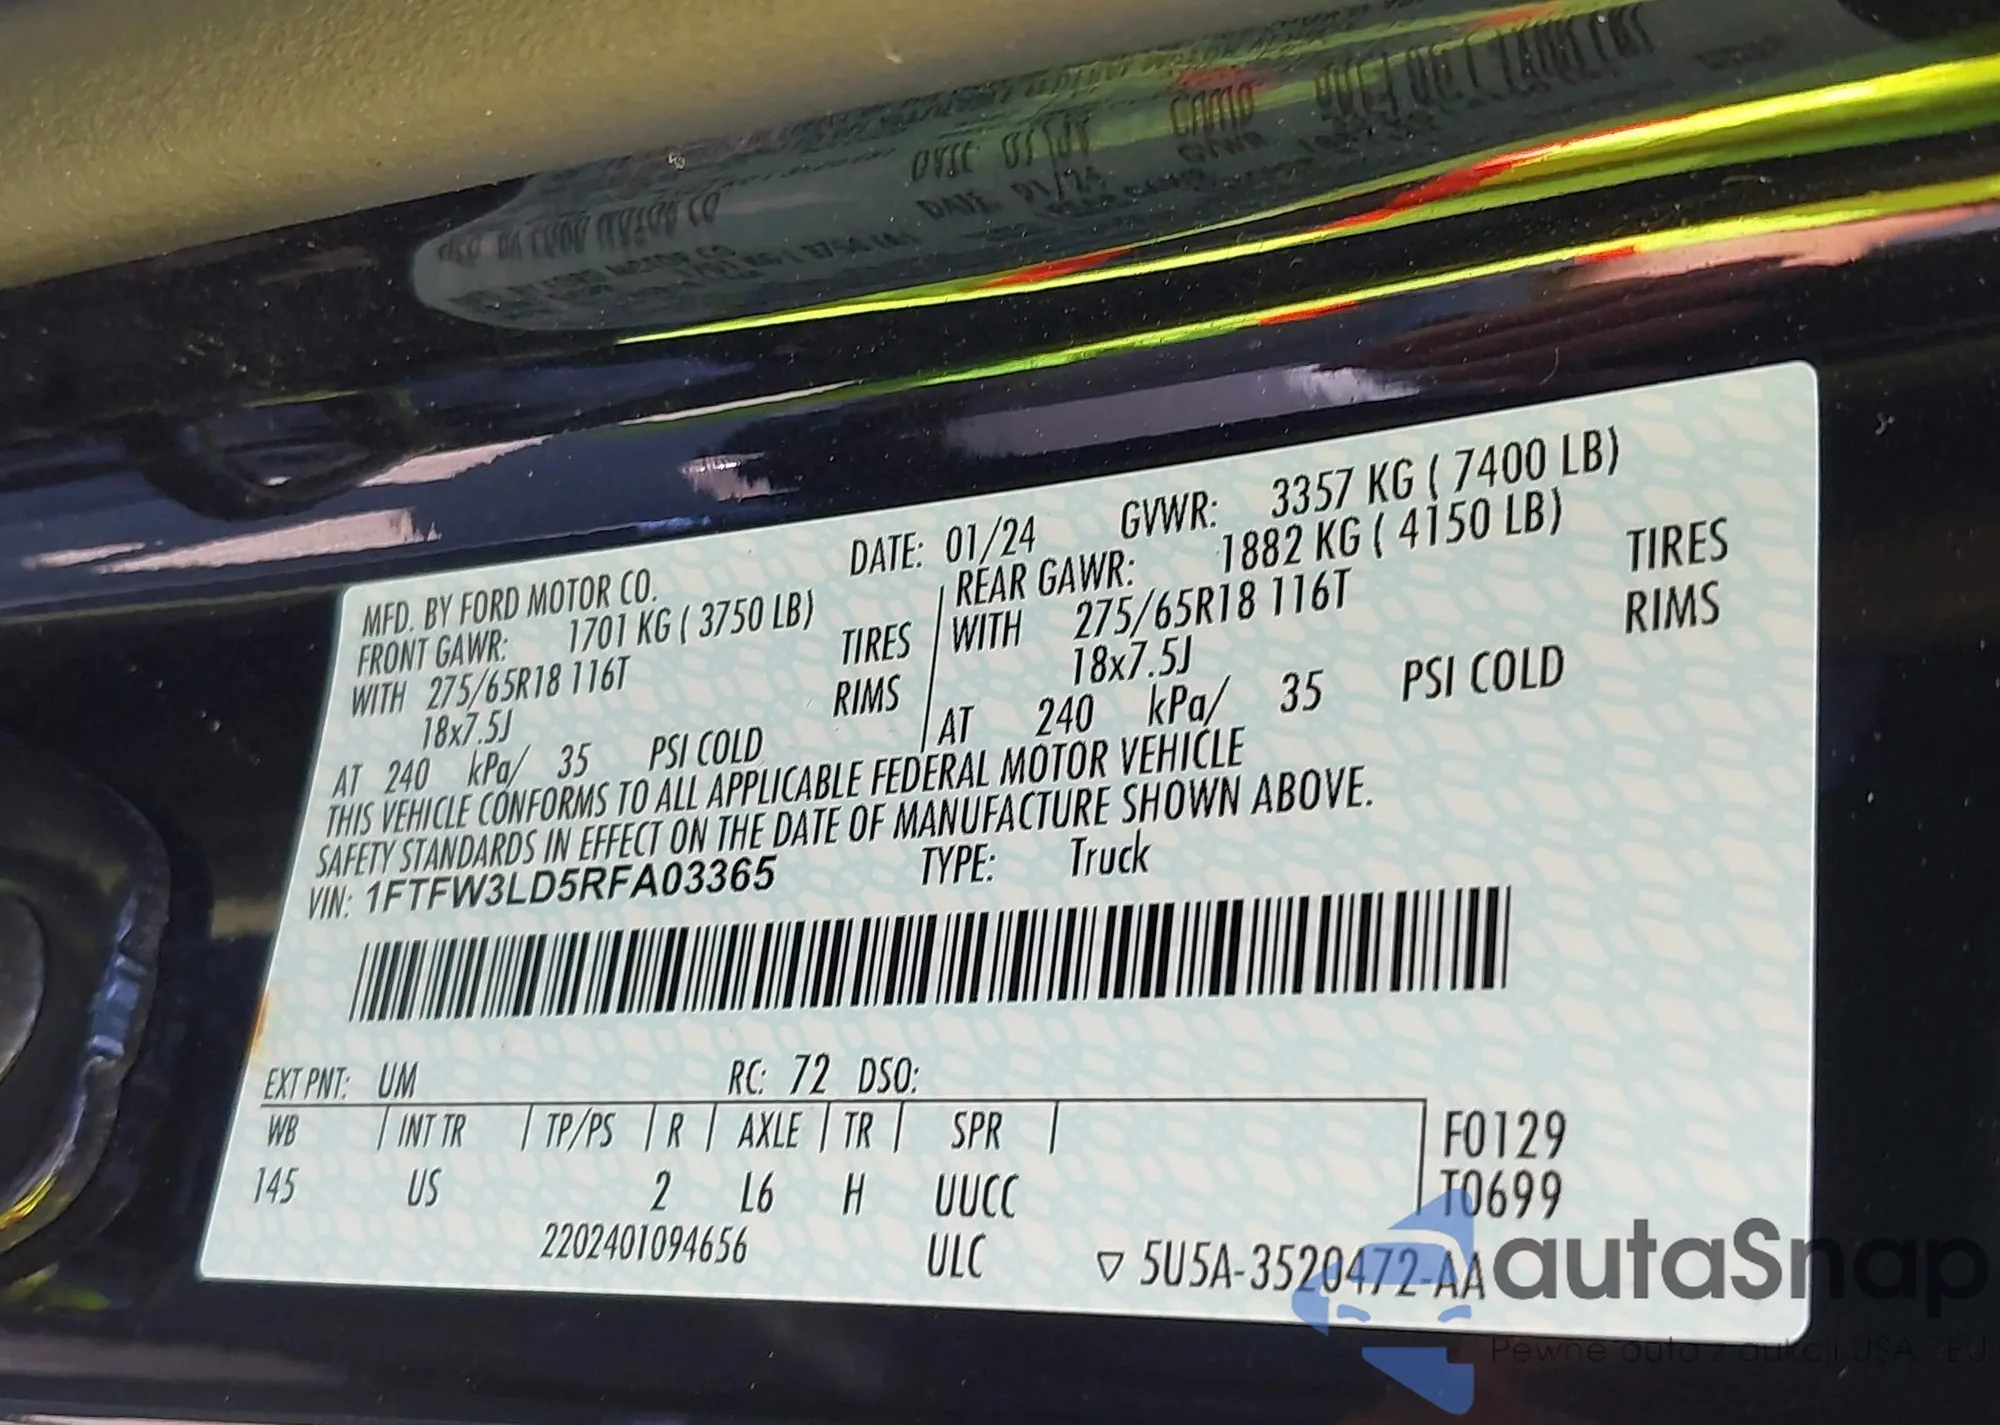 MFD. BY FORD MOTOR CO. DATE: 01/24 GVWR: 3357 KG ( 7400 LB)
FRONT GAWR: 1701 KG ( 3750 LB) REAR GAWR: 1882 KG ( 4150 LB)
WITH 275/65R18 116T TIRES WITH 275/65R18 116T TIRES
18x7.5J RIMS 18x7.5J RIMS
AT 240 kPa/ 35 PSI COLD AT 240 kPa/ 35 PSI COLD
THIS VEHICLE CONFORMS TO ALL APPLICABLE FEDERAL MOTOR VEHICLE
SAFETY STANDARDS IN EFFECT ON THE DATE OF MANUFACTURE SHOWN ABOVE.
VIN: 1FTFW3LD5RFA03365 TYPE: Truck
EXT PNT: UM RC: 72 DSO:
WB INT TR TP/PS R AXLE TR SPR F0129
145 US 2 L6 H UUCC T0699
2202401094656 ULC ▽ 5U5A-3520472-AA
autaSnap
Pewne auta z aukcji USA i EJ